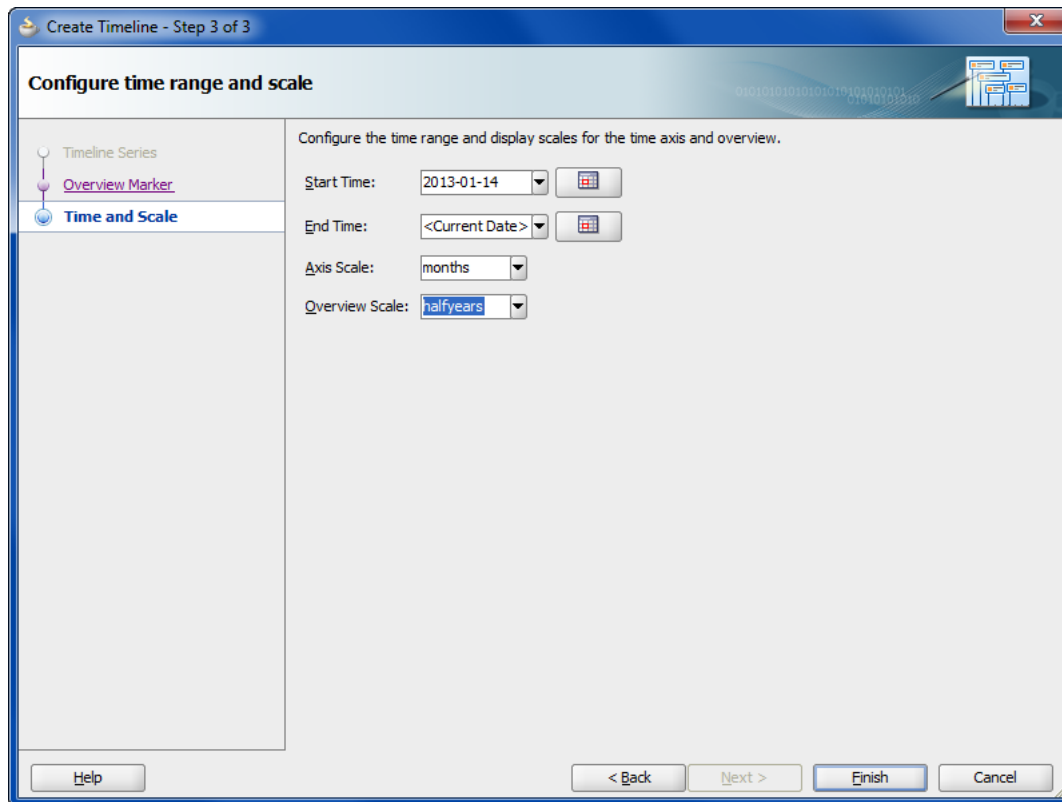 Create Timeline - Step 3 of 3
x
Configure time range and scale
Timeline Series
Overview Marker
Time and Scale
Configure the time range and display scales for the time axis and overview.
Start Time: 2013-01-14
End Time: <Current Date>
Axis Scale: months
Overview Scale: halfyears
Help < Back Next > Finish Cancel